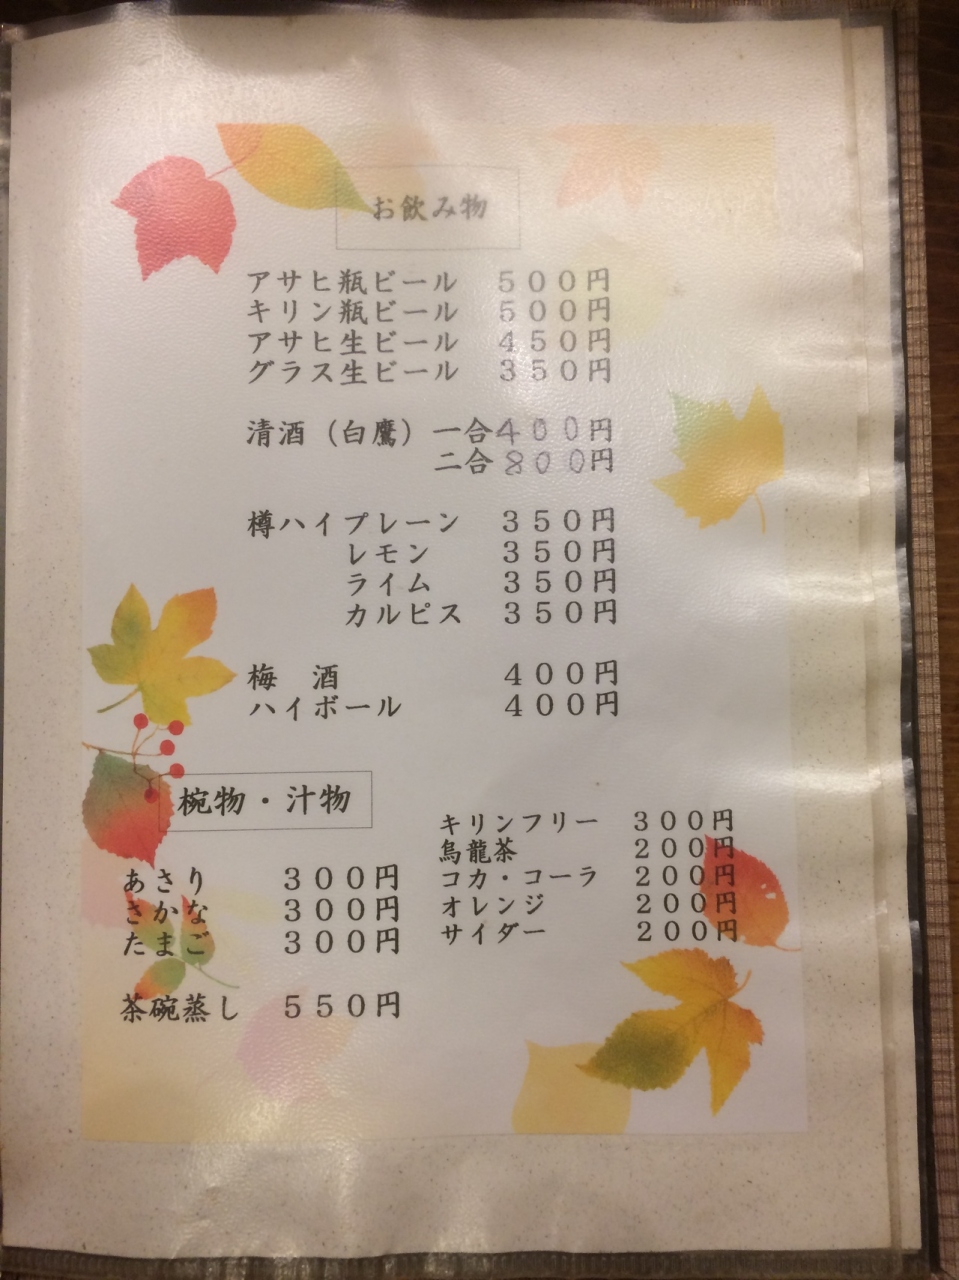 お飲み物
アサヒ瓶ビール　５００円
キリン瓶ビール　５００円
アサヒ生ビール　４５０円
グラス生ビール　３５０円
清酒（白鷹）一合４００円
二合８００円
樽ハイプレーン　３５０円
レモン　３５０円
ライム　３５０円
カルピス　３５０円
梅　酒　４００円
ハイボール　４００円
椀物・汁物
あさり　３００円
さかな　３００円
たまご　３００円
茶碗蒸し　５５０円
キリンフリー　３００円
烏龍茶　２００円
コカ・コーラ　２００円
オレンジ　２００円
サイダー　２００円